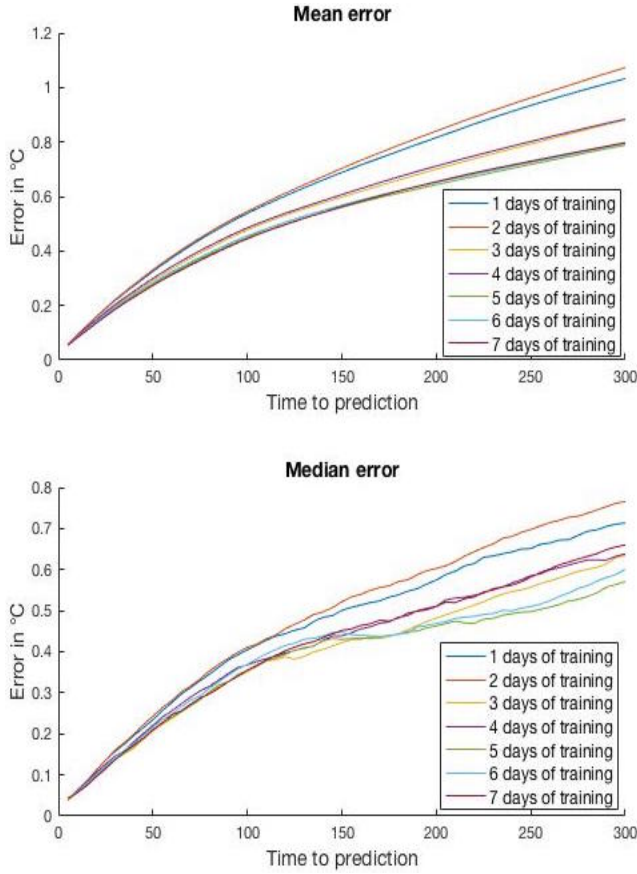 Mean error
1.2
1
0.8
0.6
0.4
0.2
0
Error in °C
1 days of training
2 days of training
3 days of training
4 days of training
5 days of training
6 days of training
7 days of training
0 50 100 150 200 250 300
Time to prediction
Median error
0.8
0.7
0.6
0.5
0.4
0.3
0.2
0.1
0
Error in °C
1 days of training
2 days of training
3 days of training
4 days of training
5 days of training
6 days of training
7 days of training
0 50 100 150 200 250 300
Time to prediction